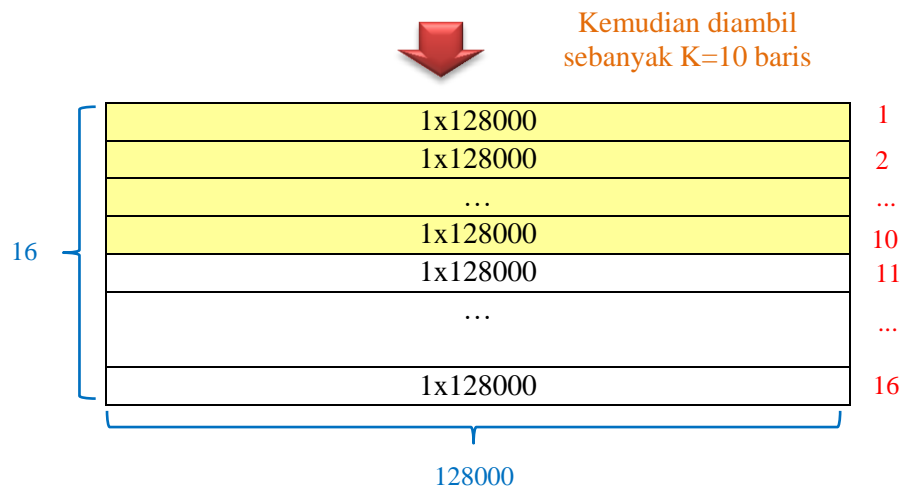 Kemudian diambil
sebanyak K=10 baris
1x128000 1
1x128000 2
… ...
1x128000 10
16
1x128000 11
… ...
1x128000 16
128000